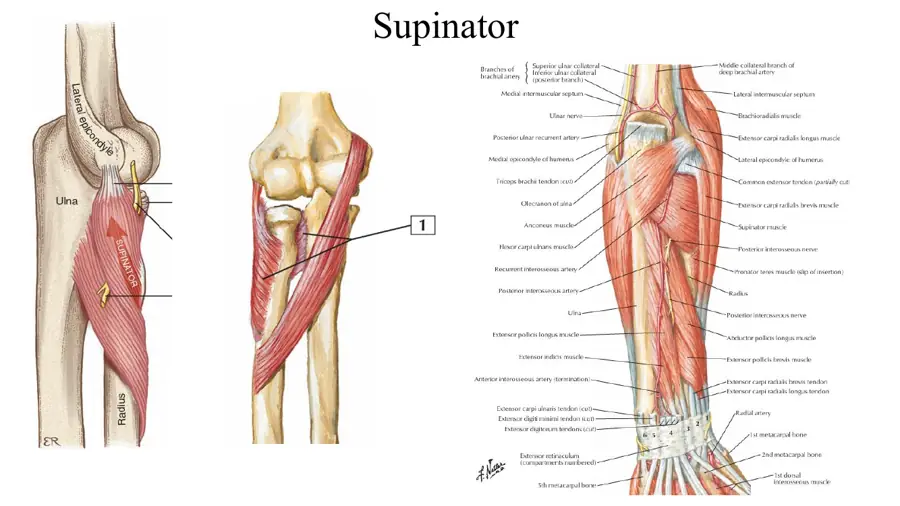 Supinator
Lateral epicondyle
Ulna
SUPINATOR
Radius
ER
1
Branches of
brachial artery
Superior ulnar collateral
Inferior ulnar collateral
(posterior branch)
Medial intermuscular septum
Ulnar nerve
Posterior ulnar recurrent artery
Medial epicondyle of humerus
Triceps brachii tendon (cut)
Olecranon of ulna
Anconeus muscle
Flexor carpi ulnaris muscle
Recurrent interosseous artery
Posterior interosseous artery
Ulna
Extensor pollicis longus muscle
Extensor indicis muscle
Anterior interosseous artery (termination)
Extensor carpi ulnaris tendon (cut)
Extensor digiti minimi tendon (cut)
Extensor digitorum tendons (cut)
Extensor retinaculum
(compartments numbered)
5th metacarpal bone
Middle collateral branch of
deep brachial artery
Lateral intermuscular septum
Brachioradialis muscle
Extensor carpi radialis longus muscle
Lateral epicondyle of humerus
Common extensor tendon (partially cut)
Extensor carpi radialis brevis muscle
Supinator muscle
Posterior interosseous nerve
Pronator teres muscle (slip of insertion)
Radius
Posterior interosseous nerve
Abductor pollicis longus muscle
Extensor pollicis brevis muscle
Extensor carpi radialis brevis tendon
Extensor carpi radialis longus tendon
Radial artery
1st metacarpal bone
2nd metacarpal bone
1st dorsal
interosseous muscle
6 5 4 3 2 1
F. Netter